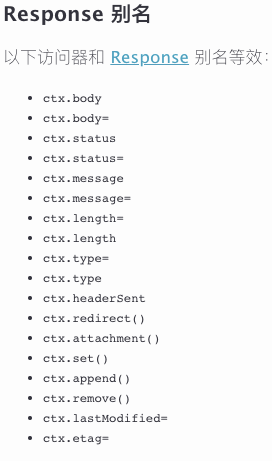 Response 别名
以下访问器和 Response 别名等效：
ctx.body
ctx.body=
ctx.status
ctx.status=
ctx.message
ctx.message=
ctx.length=
ctx.length
ctx.type=
ctx.type
ctx.headerSent
ctx.redirect()
ctx.attachment()
ctx.set()
ctx.append()
ctx.remove()
ctx.lastModified=
ctx.etag=